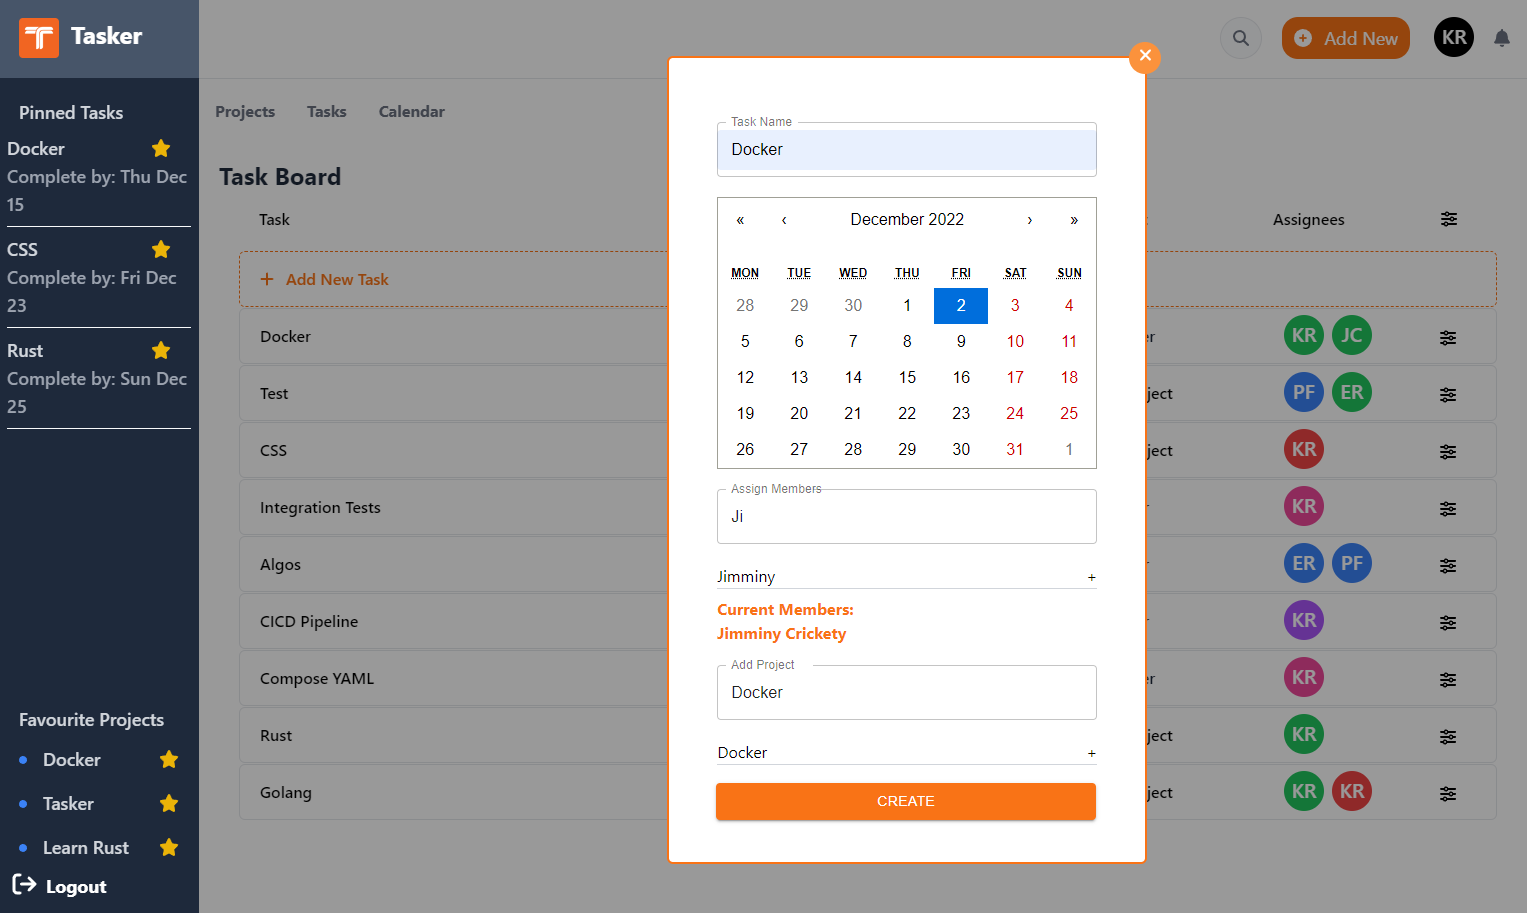 Tasker
Add New
KR
Pinned Tasks
Docker
Complete by: Thu Dec
15
CSS
Complete by: Fri Dec
23
Rust
Complete by: Sun Dec
25
Favourite Projects
Docker
Tasker
Learn Rust
Logout
Projects Tasks Calendar
Task Board
Task Assignees
+ Add New Task
Docker KR JC
Test ject PF ER
CSS ject KR
Integration Tests KR
Algos ER PF
CICD Pipeline KR
Compose YAML KR
Rust ject KR
Golang ject KR KR
×
Task Name
Docker
« ‹ December 2022 › »
MON TUE WED THU FRI SAT SUN
28 29 30 1 2 3 4
5 6 7 8 9 10 11
12 13 14 15 16 17 18
19 20 21 22 23 24 25
26 27 28 29 30 31 1
Assign Members
Ji
Jimminy +
Current Members:
Jimminy Crickety
Add Project
Docker
Docker +
CREATE